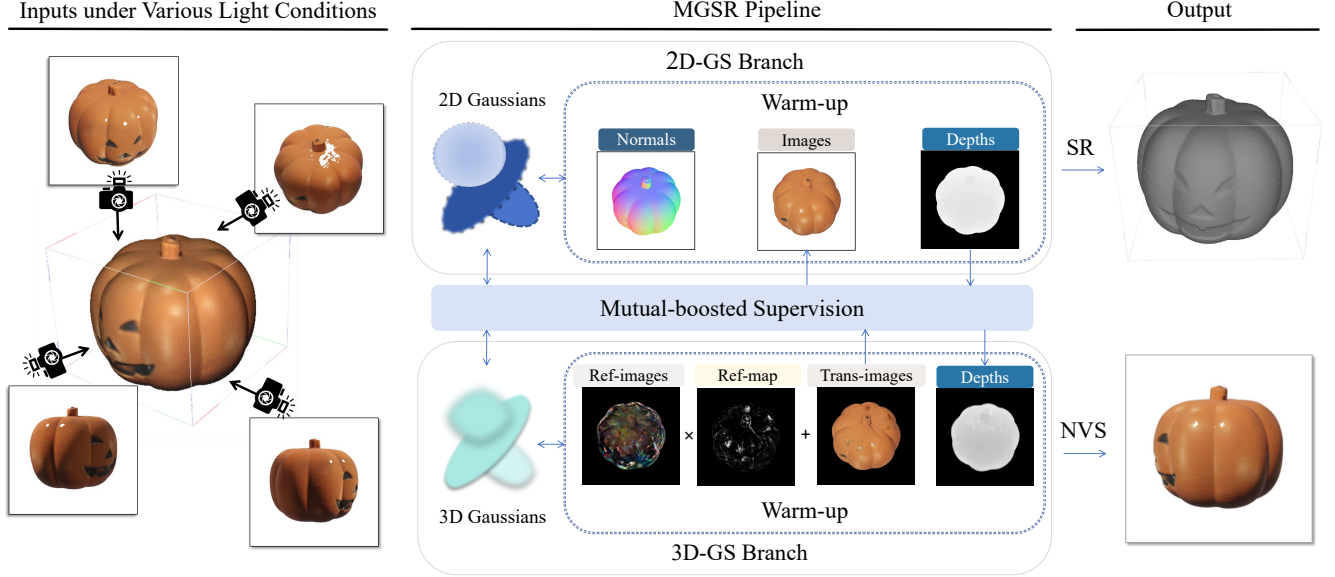 Inputs under Various Light Conditions
MGSR Pipeline
Output
2D-GS Branch
2D Gaussians
Warm-up
Normals
Images
Depths
SR
Mutual-boosted Supervision
Ref-images
Ref-map
Trans-images
Depths
×
+
NVS
3D Gaussians
Warm-up
3D-GS Branch